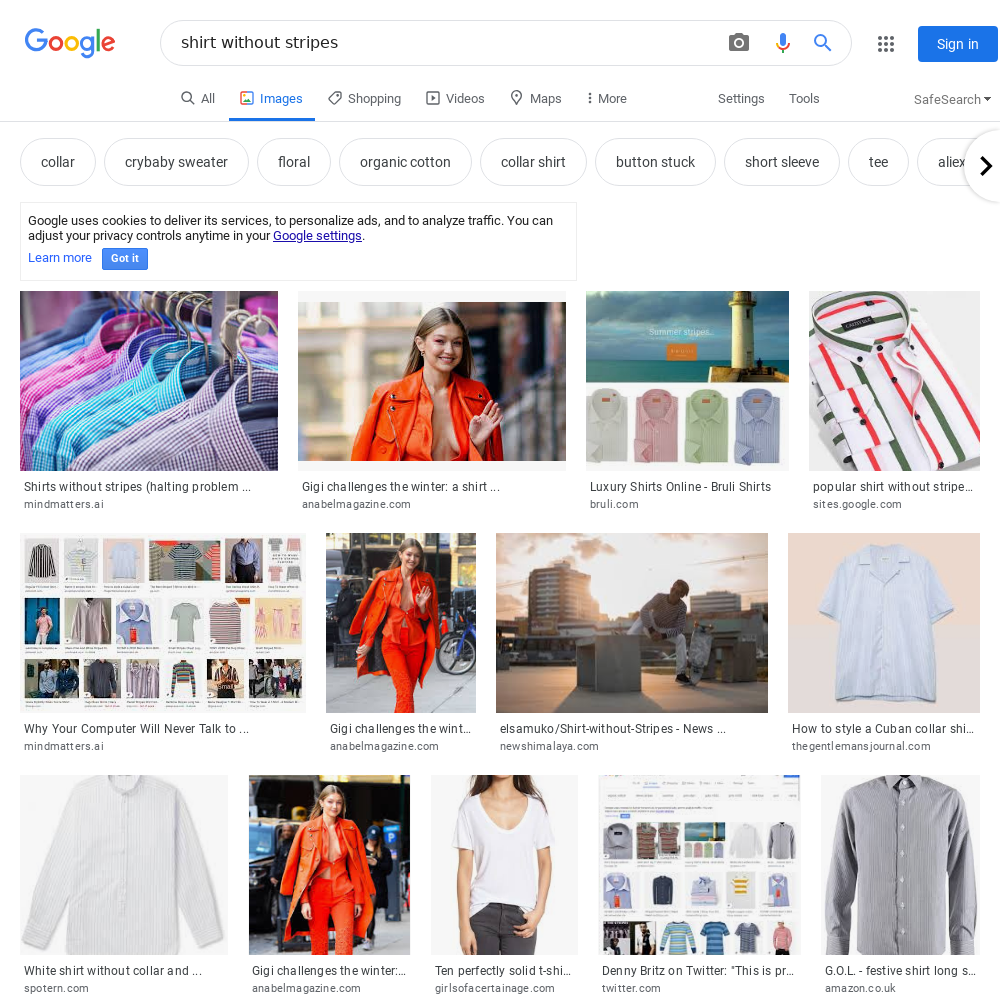 Google
shirt without stripes
Sign in
All
Images
Shopping
Videos
Maps
More
Settings
Tools
SafeSearch
collar
crybaby sweater
floral
organic cotton
collar shirt
button stuck
short sleeve
tee
aliex
Google uses cookies to deliver its services, to personalize ads, and to analyze traffic. You can
adjust your privacy controls anytime in your Google settings.
Learn more
Got it
Summer stripes.
Shirts without stripes (halting problem ...
mindmatters.ai
Gigi challenges the winter: a shirt ...
anabelmagazine.com
Luxury Shirts Online - Bruli Shirts
bruli.com
popular shirt without stripe...
sites.google.com
Why Your Computer Will Never Talk to ...
mindmatters.ai
Gigi challenges the wint...
anabelmagazine.com
elsamuko/Shirt-without-Stripes - News ...
newshimalaya.com
How to style a Cuban collar shi...
thegentlemansjournal.com
White shirt without collar and ...
spotern.com
Gigi challenges the winter:...
anabelmagazine.com
Ten perfectly solid t-shi...
girlsofacertainage.com
Denny Britz on Twitter: "This is pr...
twitter.com
G.O.L. - festive shirt long s...
amazon.co.uk